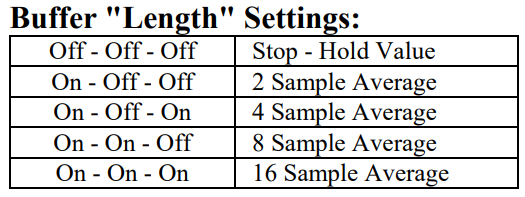 Buffer "Length" Settings:
Off - Off - Off Stop - Hold Value
On - Off - Off 2 Sample Average
On - Off - On 4 Sample Average
On - On - Off 8 Sample Average
On - On - On 16 Sample Average